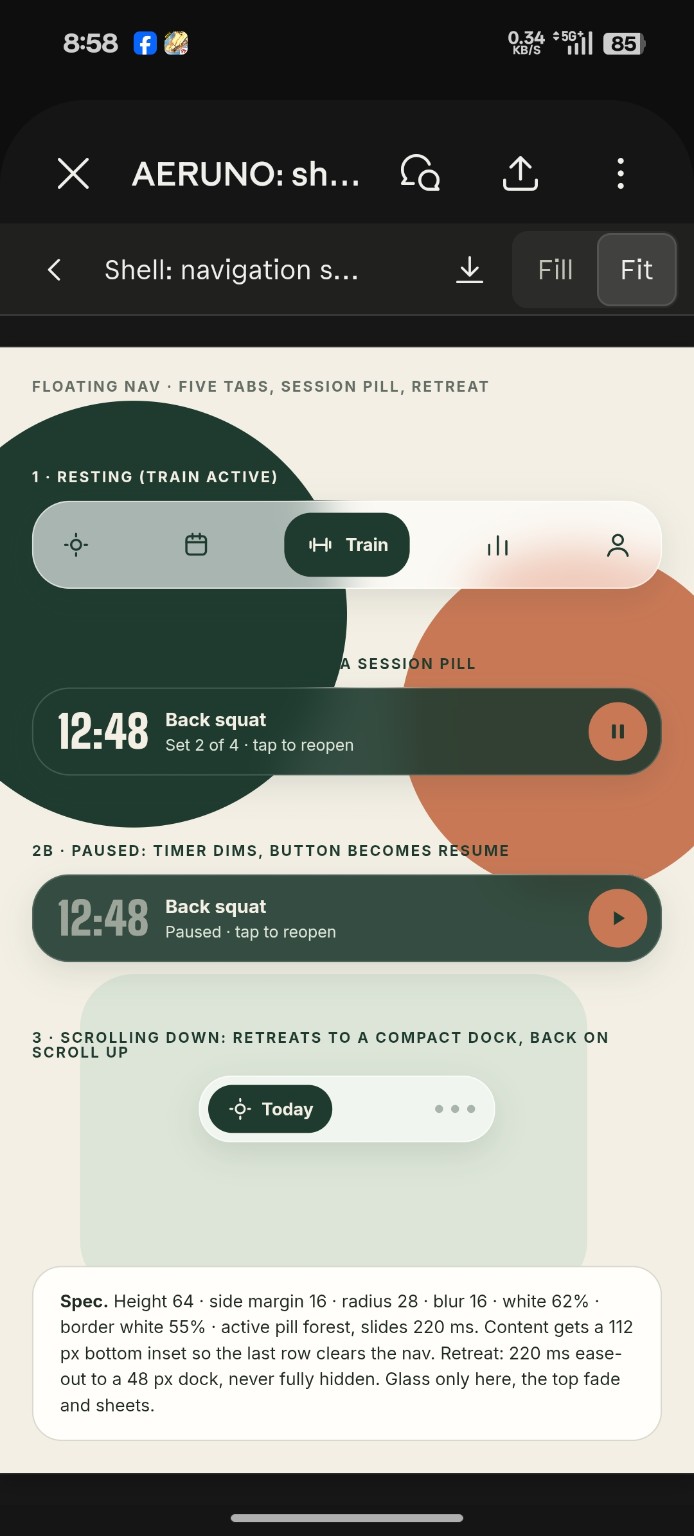 8:58
0.34 KB/S 5G+ 85
AERUNO: sh...
Shell: navigation s...
Fill Fit
FLOATING NAV · FIVE TABS, SESSION PILL, RETREAT
1 · RESTING (TRAIN ACTIVE)
Train
A SESSION PILL
12:48 Back squat
Set 2 of 4 · tap to reopen
2B · PAUSED: TIMER DIMS, BUTTON BECOMES RESUME
12:48 Back squat
Paused · tap to reopen
3 · SCROLLING DOWN: RETREATS TO A COMPACT DOCK, BACK ON
SCROLL UP
Today
Spec. Height 64 · side margin 16 · radius 28 · blur 16 · white 62% ·
border white 55% · active pill forest, slides 220 ms. Content gets a 112
px bottom inset so the last row clears the nav. Retreat: 220 ms ease-
out to a 48 px dock, never fully hidden. Glass only here, the top fade
and sheets.